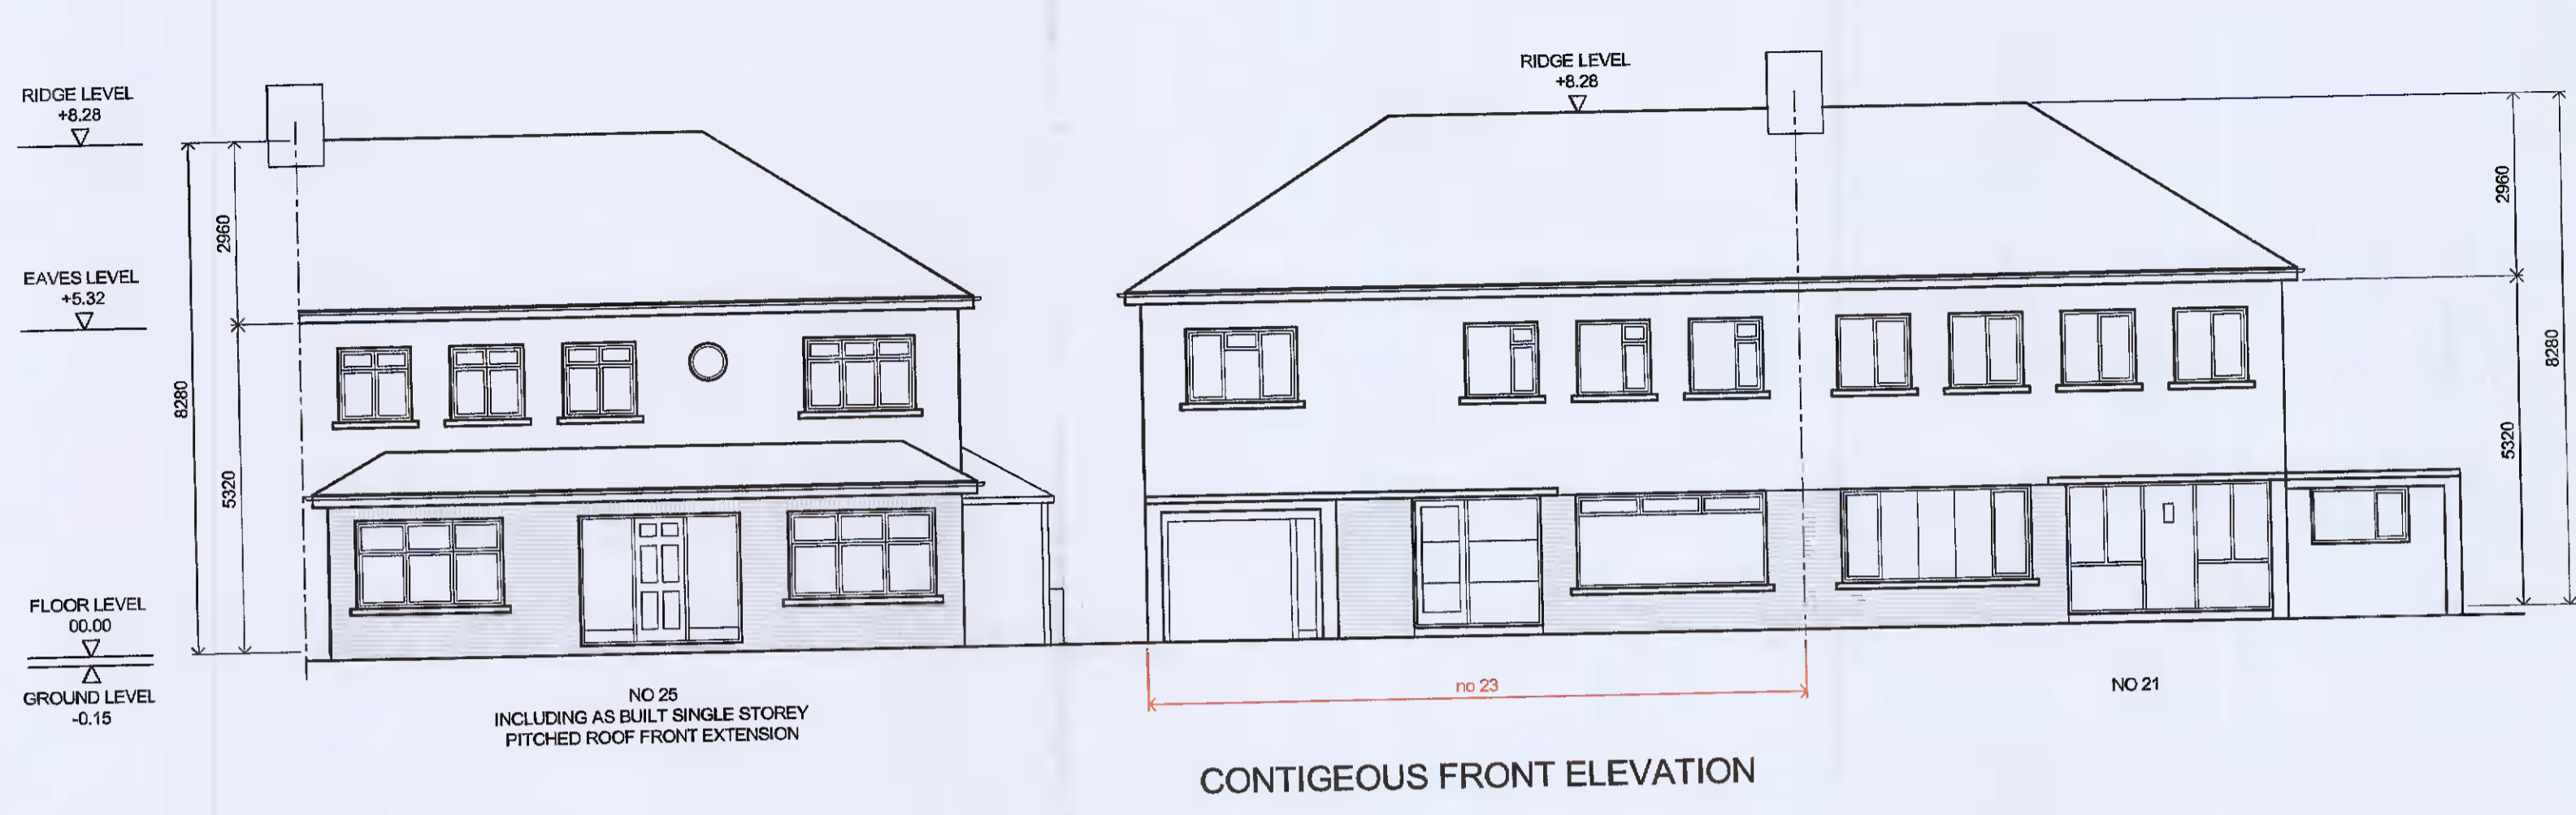 RIDGE LEVEL
+8.28
EAVES LEVEL
+5.32
FLOOR LEVEL
00.00
GROUND LEVEL
-0.15
8280
2960
5320
NO 25
INCLUDING AS BUILT SINGLE STOREY
PITCHED ROOF FRONT EXTENSION
RIDGE LEVEL
+8.28
no 23
NO 21
2960
5320
8280
CONTIGEOUS FRONT ELEVATION